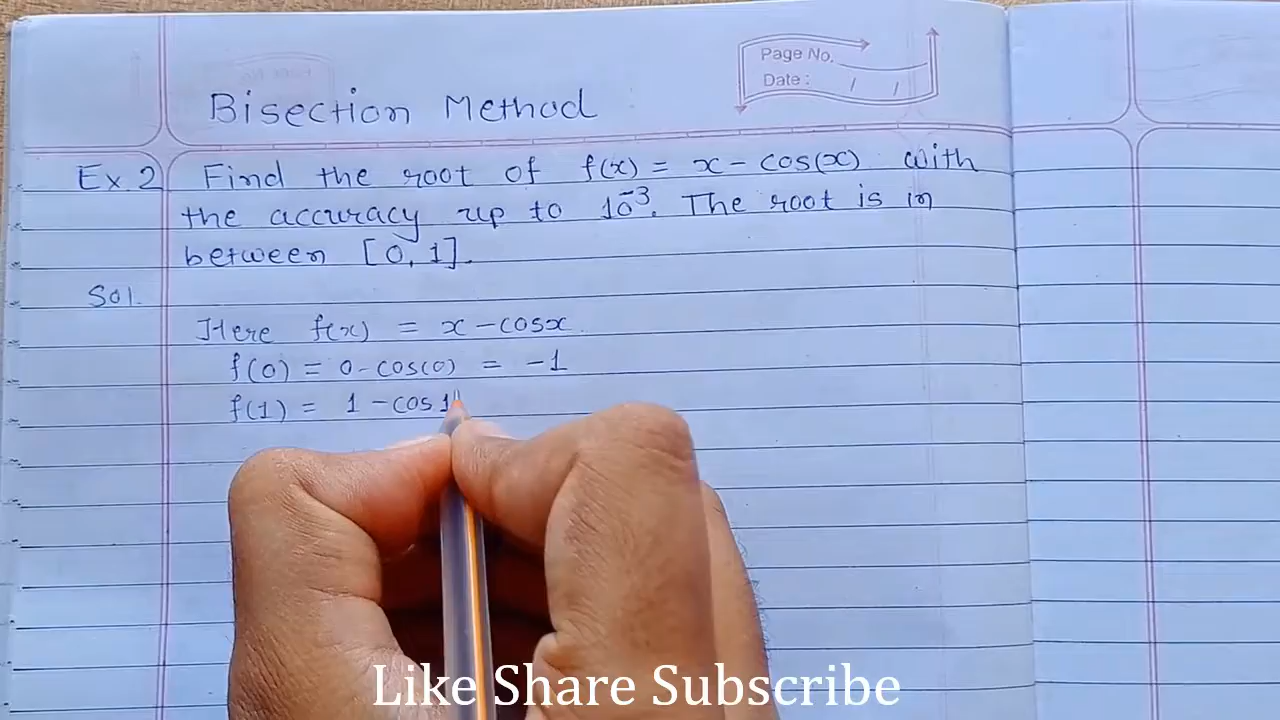 Page No.
Date : / /
Bisection Method
Ex.2 Find the root of f(x) = x - cos(x) with
the accuracy up to 10⁻³. The root is in
between [0, 1].
Sol.
Here f(x) = x - cosx.
f(0) = 0 - cos(0) = -1
f(1) = 1 - cos 1
Like Share Subscribe